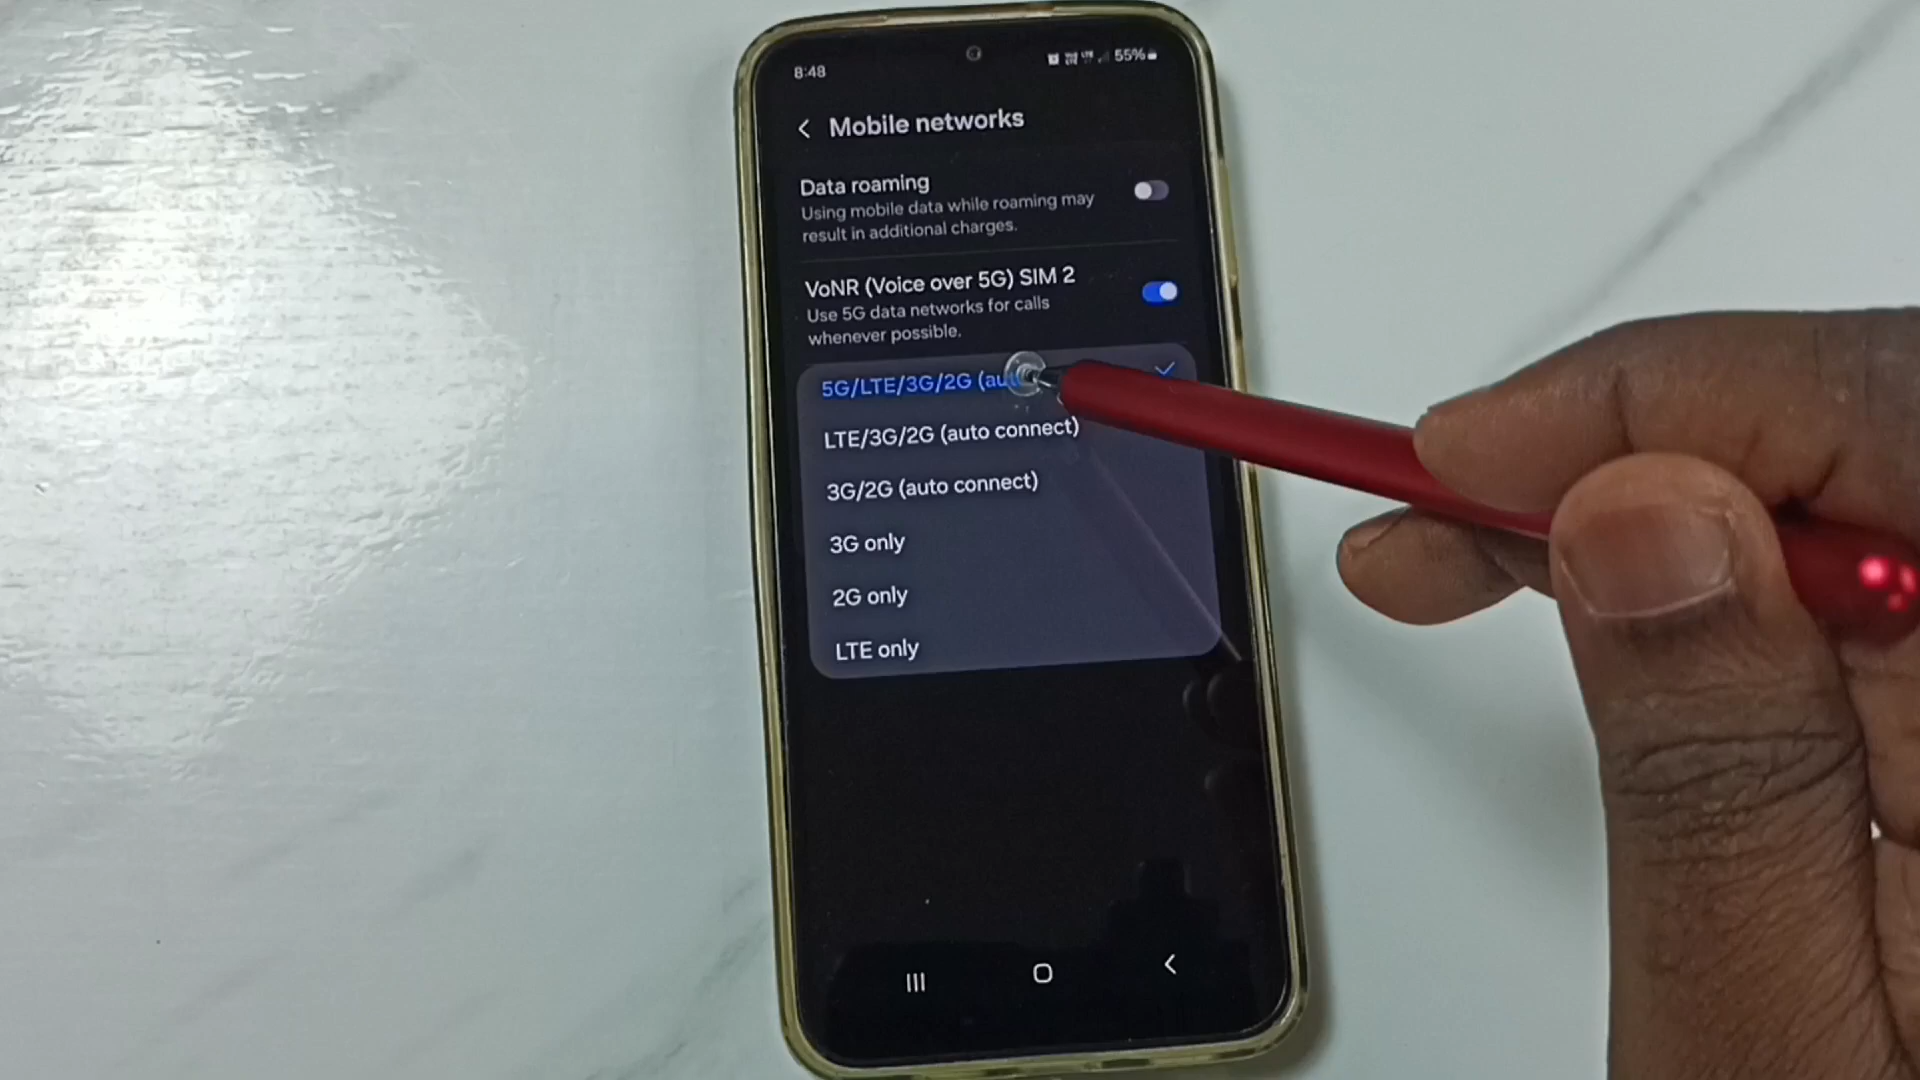 8:48
55%
Mobile networks
Data roaming
Using mobile data while roaming may
result in additional charges.
VoNR (Voice over 5G) SIM 2
Use 5G data networks for calls
whenever possible.
5G/LTE/3G/2G (au
LTE/3G/2G (auto connect)
3G/2G (auto connect)
3G only
2G only
LTE only